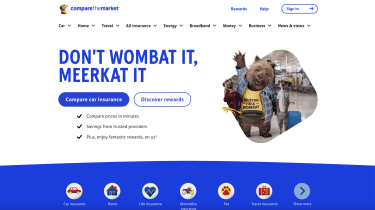 comparethemarket
Rewards
Help
Sign in
Car
Home
Travel
All insurance
Energy
Broadband
Money
Business
News & views
DON'T WOMBAT IT,
MEERKAT IT
Compare car insurance
Discover rewards
Compare prices in minutes
Savings from trusted providers
Plus, enjoy fantastic rewards, on us*
Car insurance
Home
Life insurance
Motorbike
insurance
Pet
Travel insurance
Show more